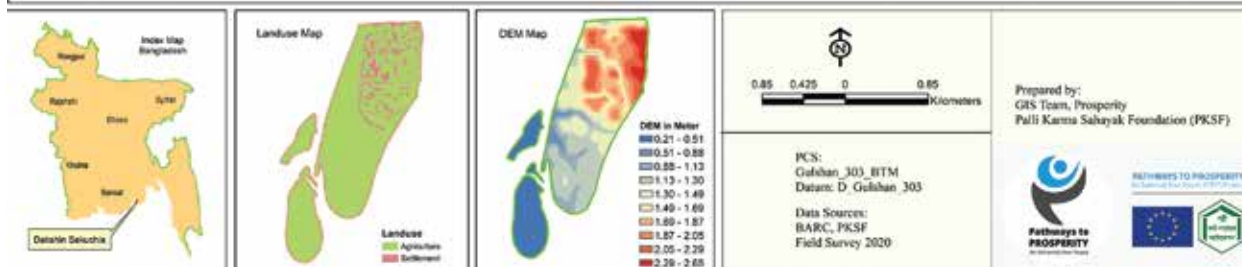 Index Map
Bangladesh
Rangpur
Rajshahi
Sylhet
Dhaka
Khulna
Barisal
Dakshin Sakuchia
Landuse Map
Landuse
Agriculture
Settlement
DEM Map
DEM in Meter
0.21 - 0.51
0.51 - 0.88
0.88 - 1.13
1.13 - 1.30
1.30 - 1.49
1.49 - 1.69
1.69 - 1.87
1.87 - 2.05
2.05 - 2.29
2.29 - 2.65
N
0.85 0.425 0 0.85
Kilometers
PCS:
Gulshan_303_BTM
Datum: D_Gulshan_303
Data Sources:
BARC, PKSF
Field Survey 2020
Prepared by:
GIS Team, Prosperity
Palli Karma Sahayak Foundation (PKSF)
Pathways to
PROSPERITY
PATHWAYS TO PROSPERITY